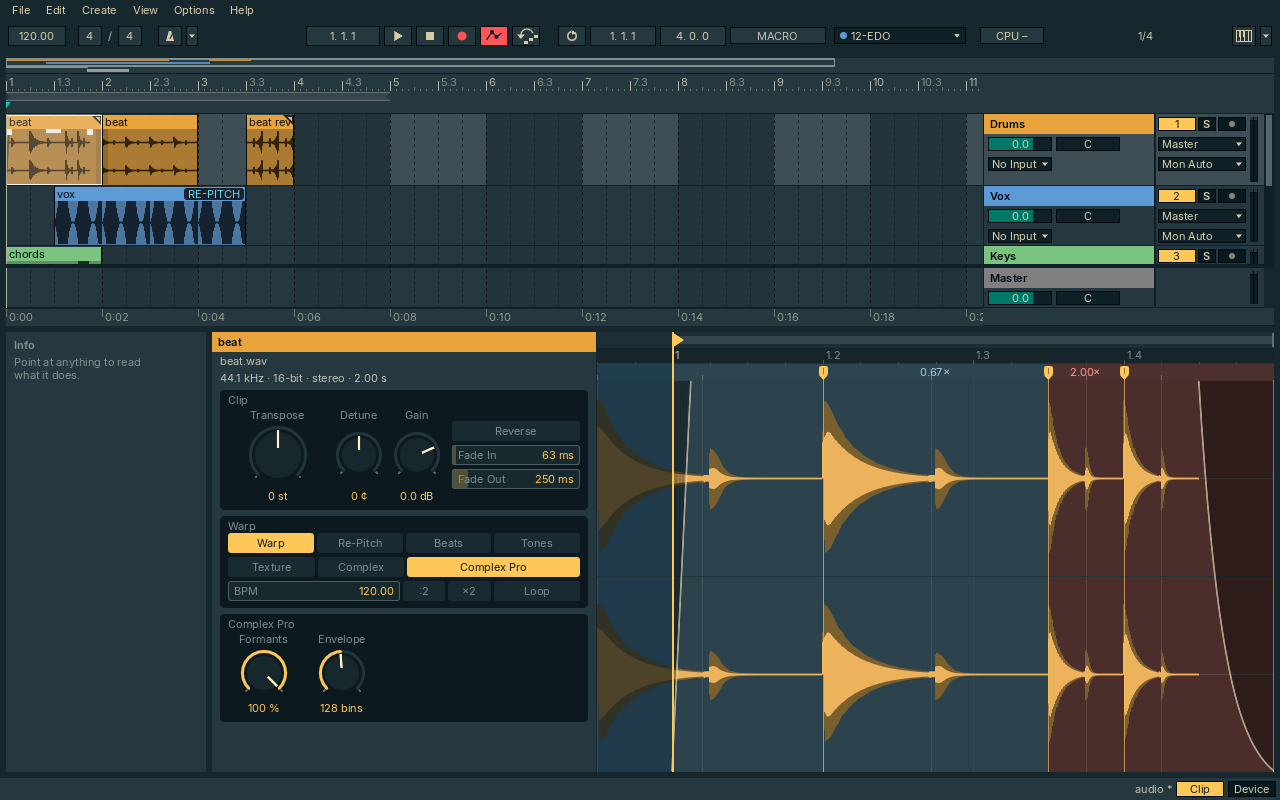 File Edit Create View Options Help
120.00 4 / 4 1. 1. 1 1. 1. 1 4. 0. 0 MACRO 12-EDO CPU – 1/4
1 1.3 2 2.3 3 3.3 4 4.3 5 5.3 6 6.3 7 7.3 8 8.3 9 9.3 10 10.3 11
beat beat beat rev Drums 1 S
0.0 C Master
No Input Mon Auto
vox RE-PITCH Vox 2 S
0.0 C Master
No Input Mon Auto
chords Keys 3 S
Master
0.0 C
0:00 0:02 0:04 0:06 0:08 0:10 0:12 0:14 0:16 0:18 0:2
Info
Point at anything to read
what it does.
beat
beat.wav
44.1 kHz · 16-bit · stereo · 2.00 s
Clip
Transpose Detune Gain
Reverse
Fade In 63 ms
Fade Out 250 ms
0 st 0 ¢ 0.0 dB
Warp
Warp Re-Pitch Beats Tones
Texture Complex Complex Pro
BPM 120.00 :2 ×2 Loop
Complex Pro
Formants Envelope
100 % 128 bins
1 1.2 1.3 1.4
0.67× 2.00×
audio * Clip Device